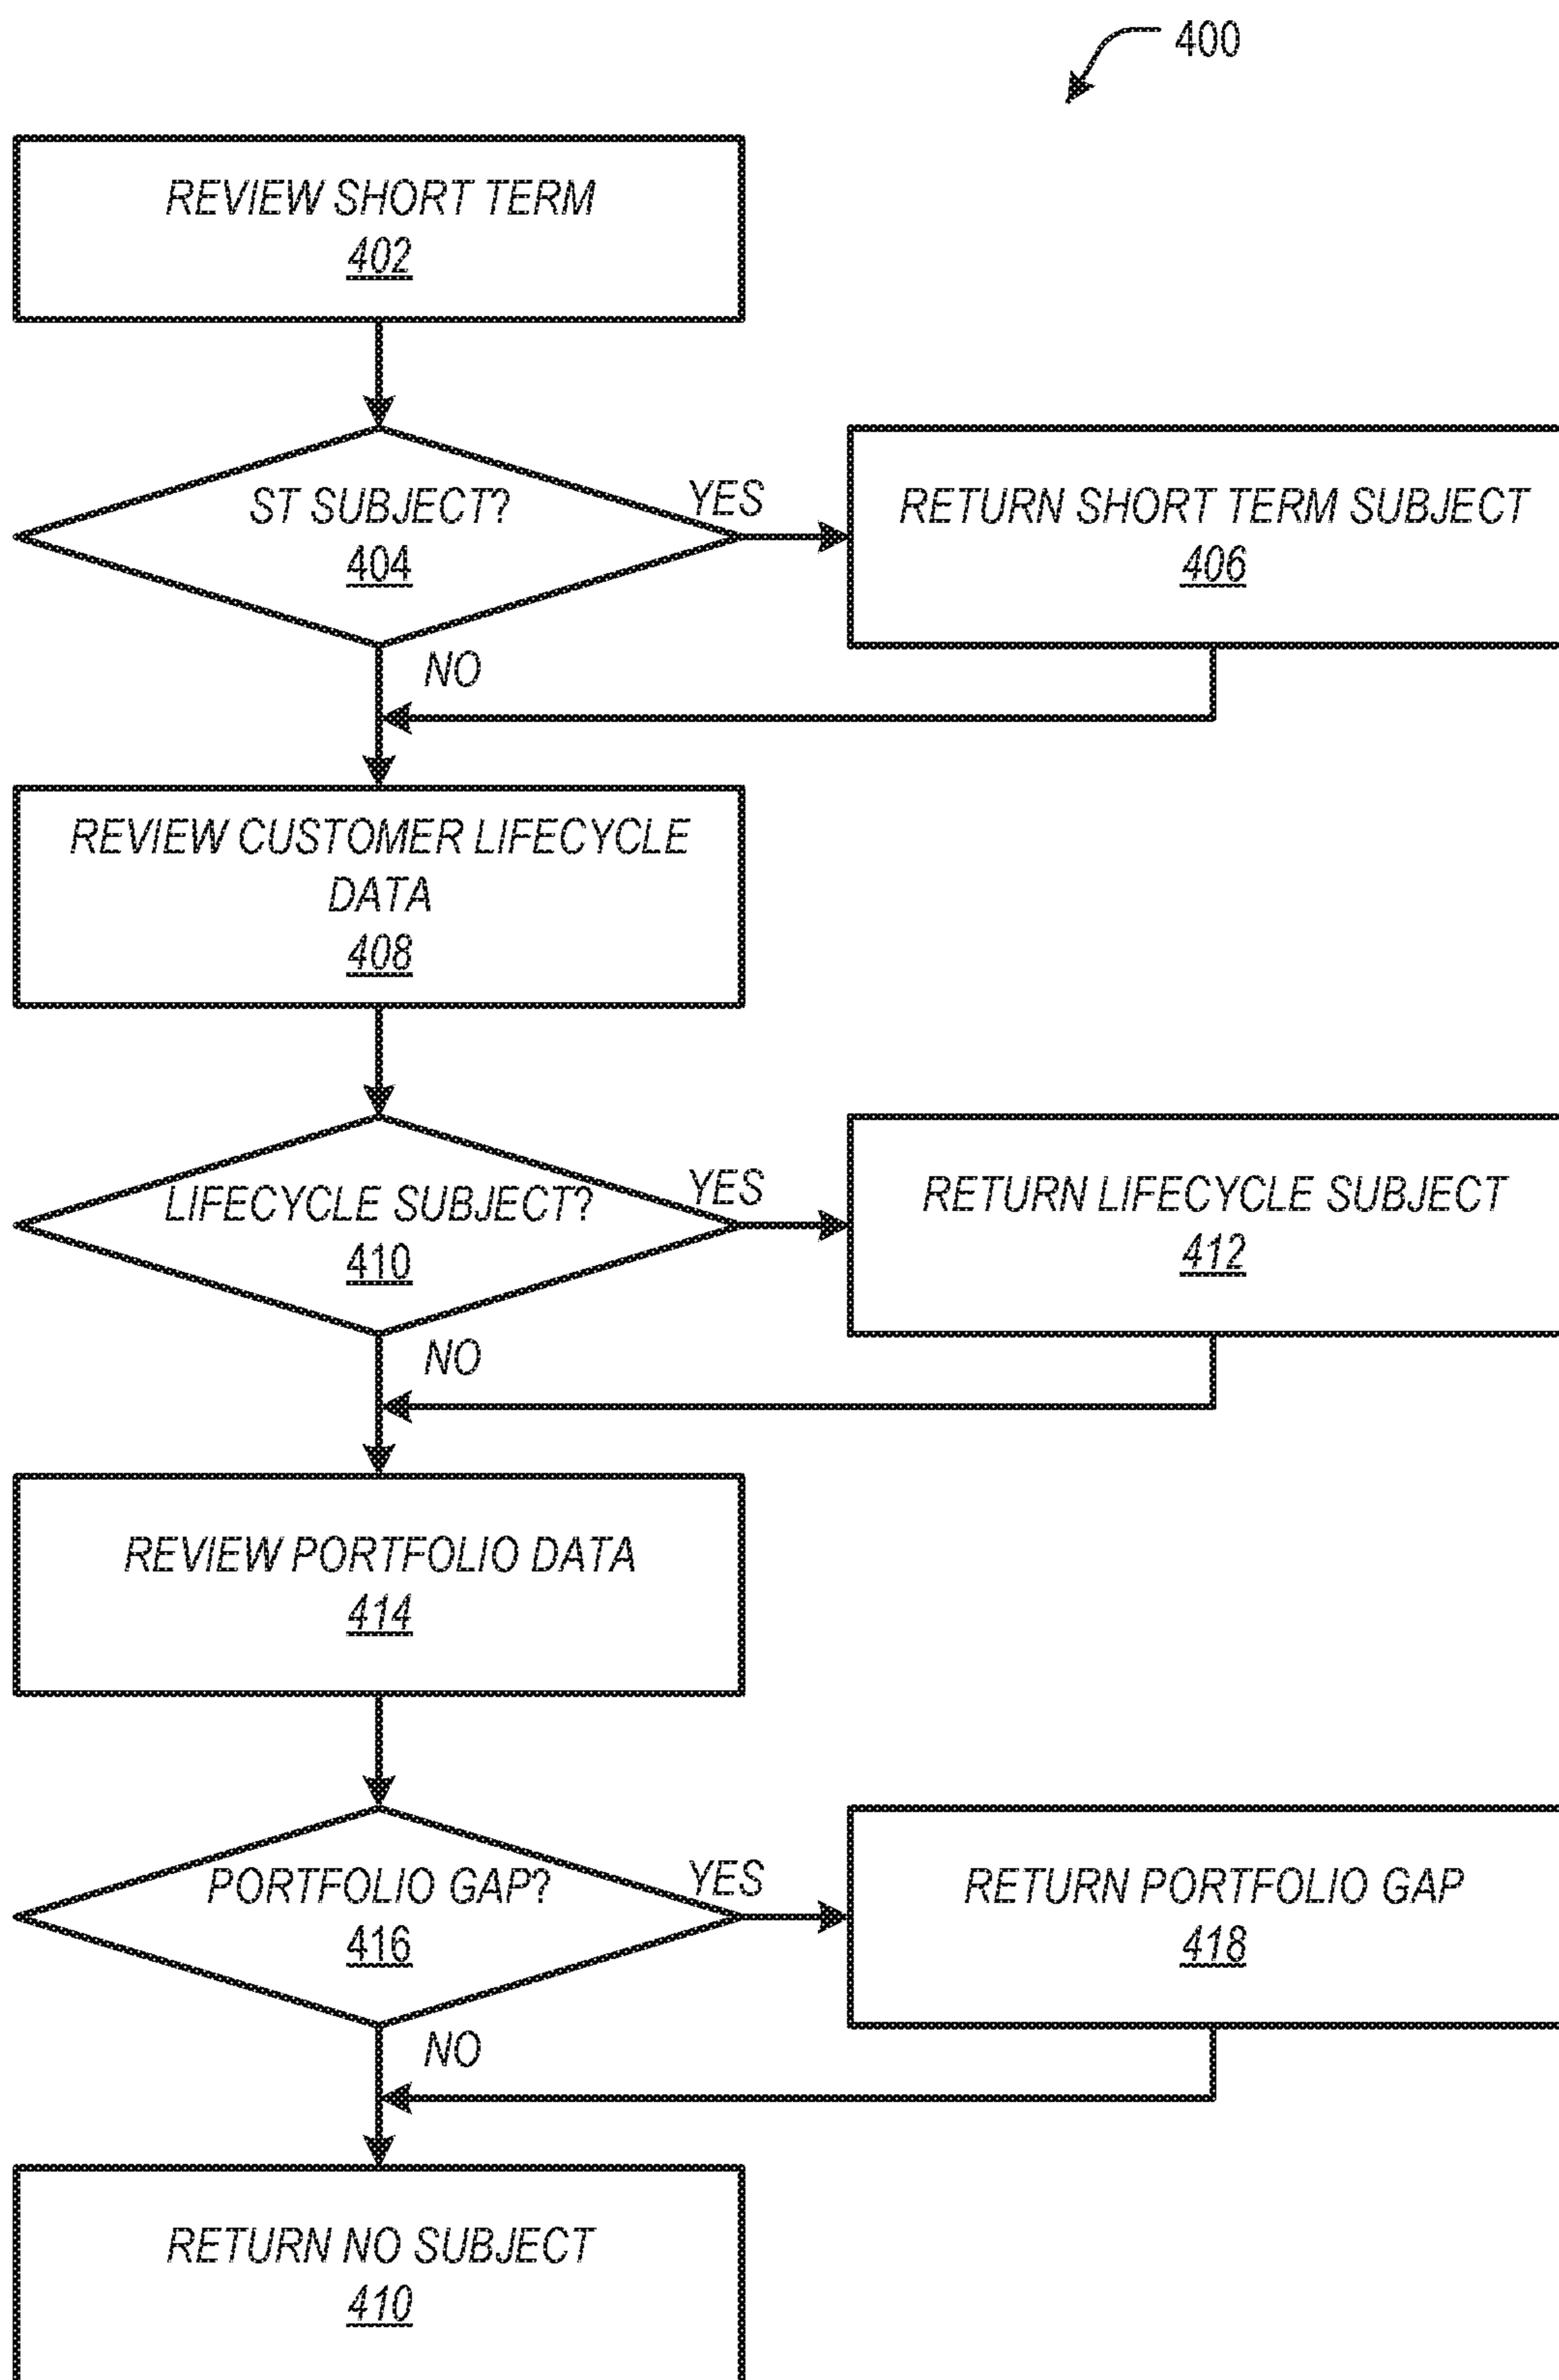 400
REVIEW SHORT TERM
402
ST SUBJECT?
404
YES
RETURN SHORT TERM SUBJECT
406
NO
REVIEW CUSTOMER LIFECYCLE
DATA
408
LIFECYCLE SUBJECT?
410
YES
RETURN LIFECYCLE SUBJECT
412
NO
REVIEW PORTFOLIO DATA
414
PORTFOLIO GAP?
416
YES
RETURN PORTFOLIO GAP
418
NO
RETURN NO SUBJECT
410